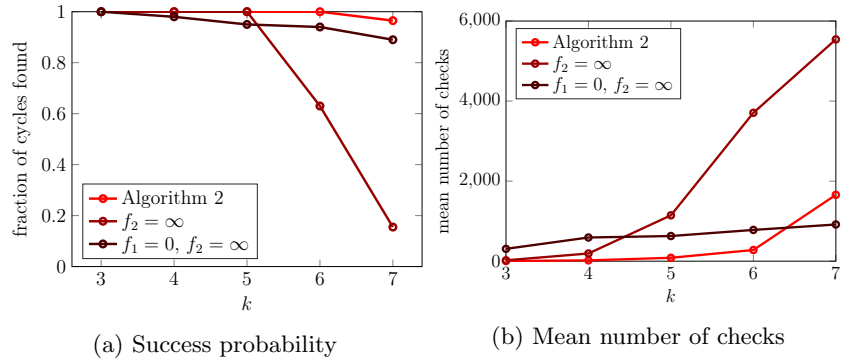 fraction of cycles found
1
0.8
0.6
0.4
0.2
0
3 4 5 6 7
k
Algorithm 2
f₂ = ∞
f₁ = 0, f₂ = ∞
(a) Success probability
mean number of checks
6,000
4,000
2,000
0
3 4 5 6 7
k
Algorithm 2
f₂ = ∞
f₁ = 0, f₂ = ∞
(b) Mean number of checks